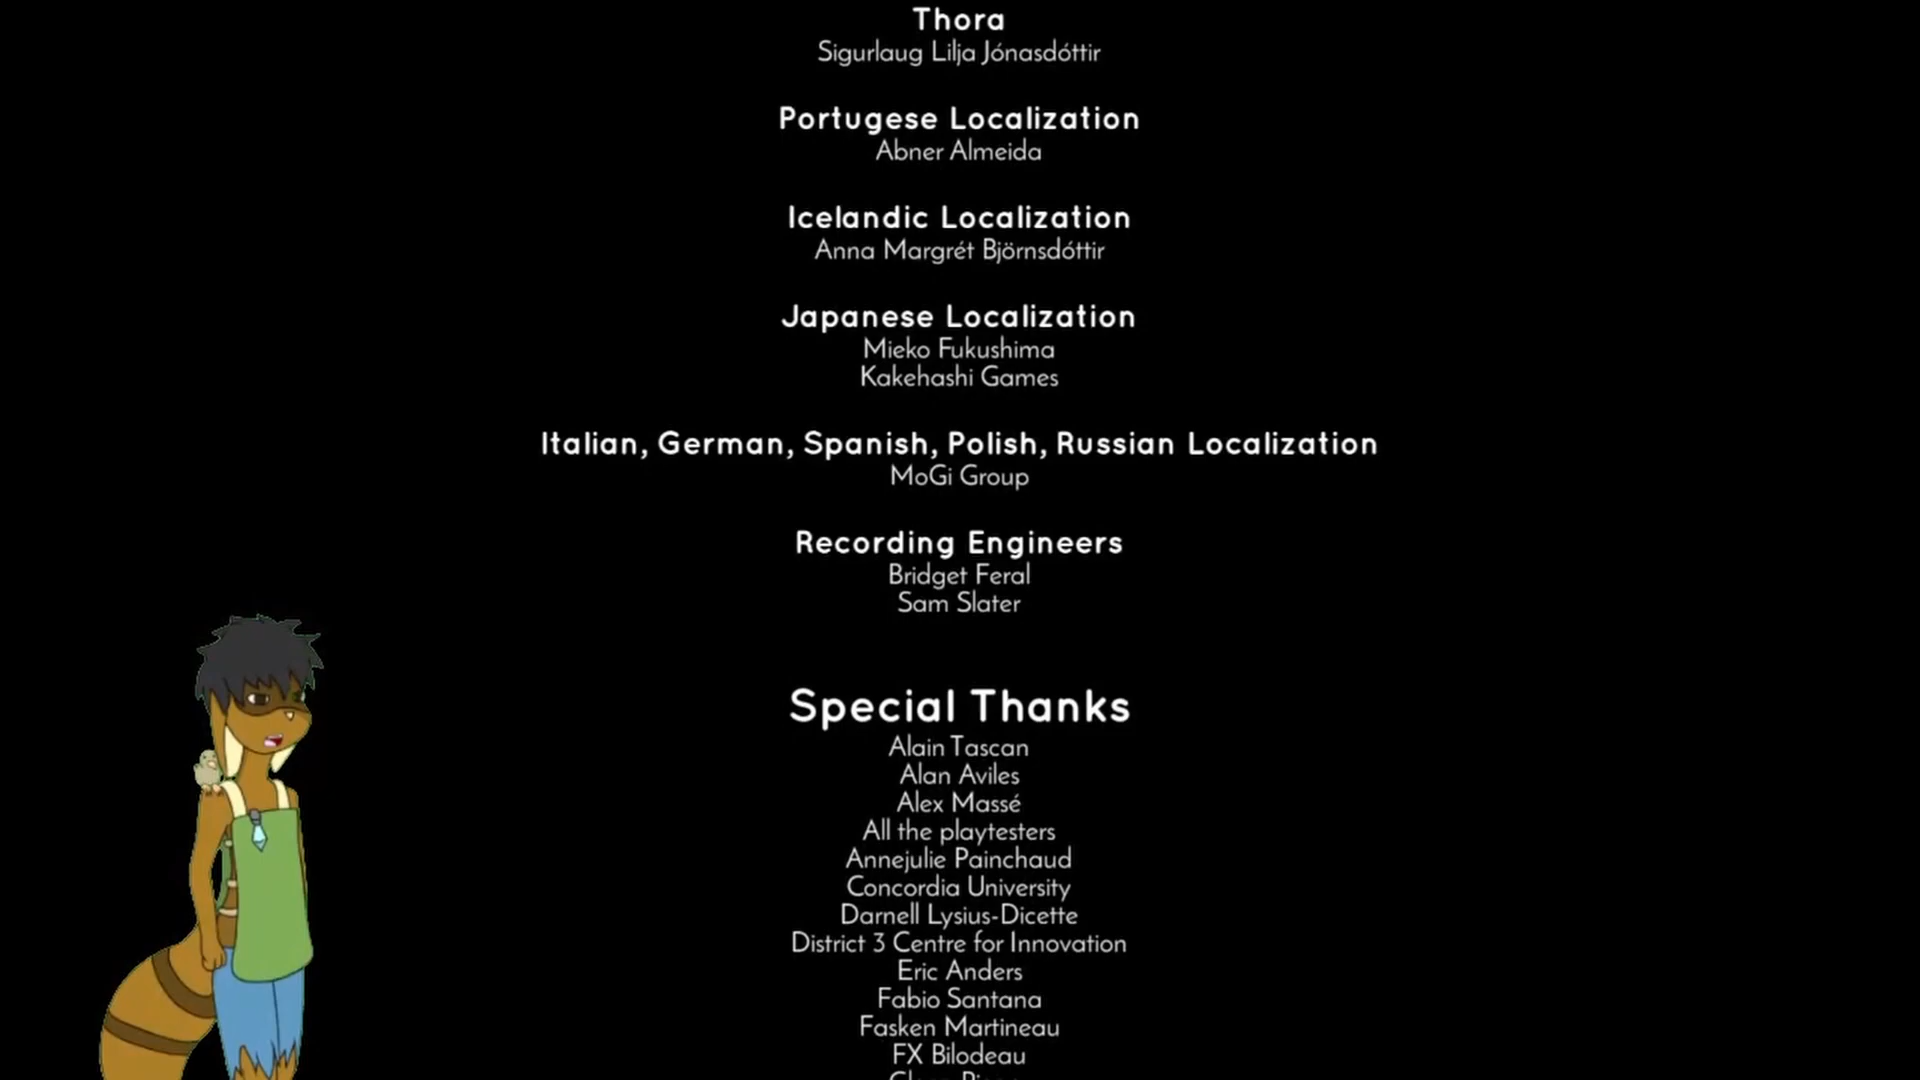 Thora
Sigurlaug Lilja Jónasdóttir
Portugese Localization
Abner Almeida
Icelandic Localization
Anna Margrét Björnsdóttir
Japanese Localization
Mieko Fukushima
Kakehashi Games
Italian, German, Spanish, Polish, Russian Localization
MoGi Group
Recording Engineers
Bridget Feral
Sam Slater
Special Thanks
Alain Tascan
Alan Aviles
Alex Massé
All the playtesters
Annejulie Painchaud
Concordia University
Darnell Lysius-Dicette
District 3 Centre for Innovation
Eric Anders
Fabio Santana
Fasken Martineau
FX Bilodeau